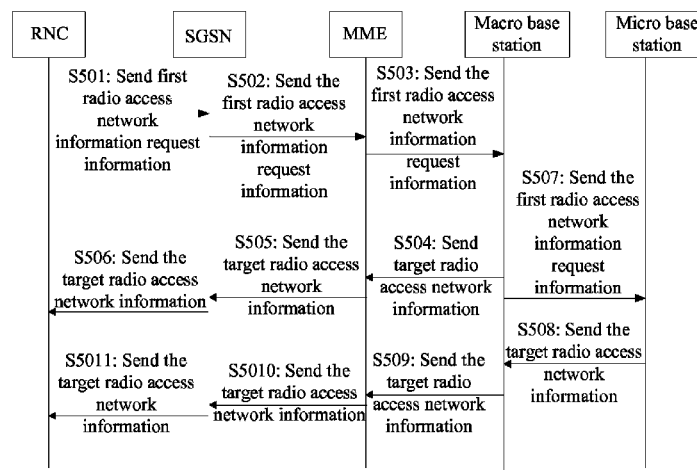 RNC
SGSN
MME
Macro base
station
Micro base
station
S501: Send first
radio access
network
information request
information
S502: Send the
first radio access
network
information
request
information
S503: Send the
first radio access
network
information
request
information
S507: Send the
first radio access
network
information
request
information
S506: Send the
target radio access
network information
S505: Send the
target radio access
network
information
S504: Send
target radio
access network
information
S508: Send the
target radio access
network
information
S5011: Send the
target radio access
network
information
S5010: Send the
target radio access
network information
S509: Send the
target radio
access network
information